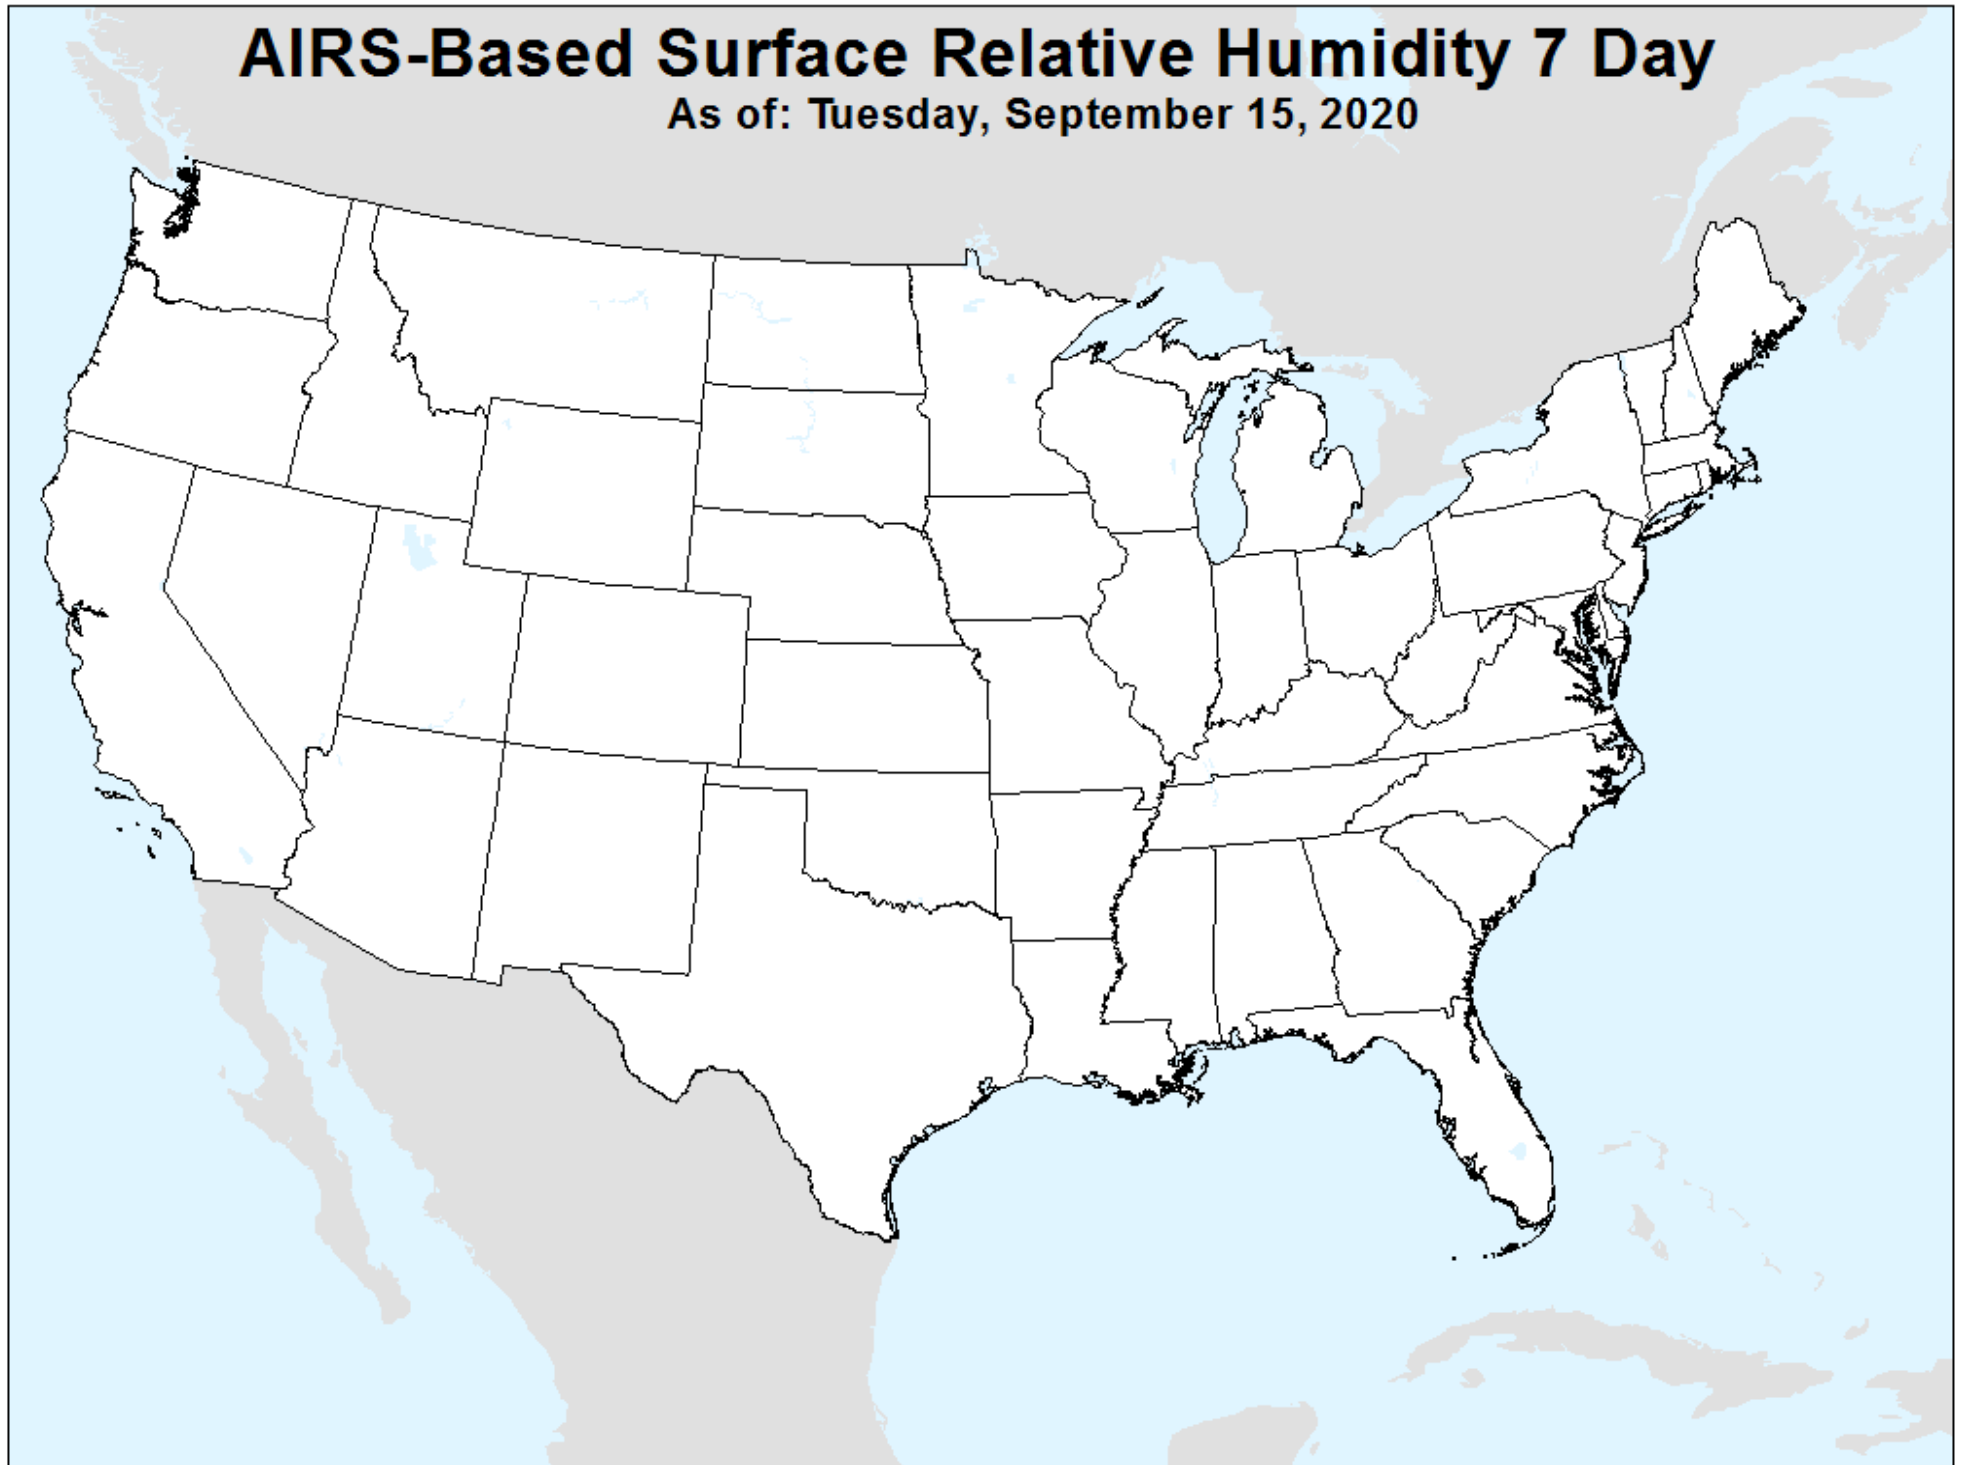 AIRS-Based Surface Relative Humidity 7 Day
As of: Tuesday, September 15, 2020